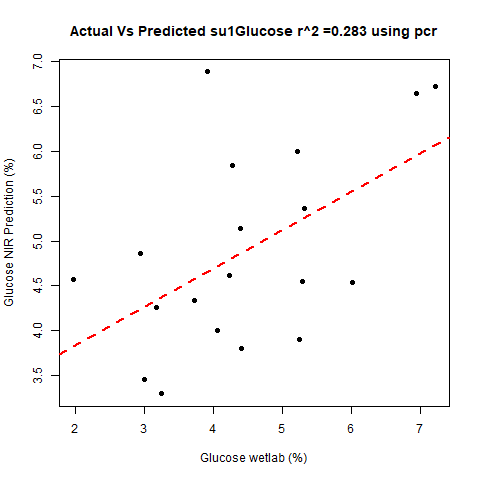 Actual Vs Predicted su1Glucose r^2 =0.283 using pcr
7.0
6.5
6.0
5.5
5.0
4.5
4.0
3.5
Glucose NIR Prediction (%)
2 3 4 5 6 7
Glucose wetlab (%)